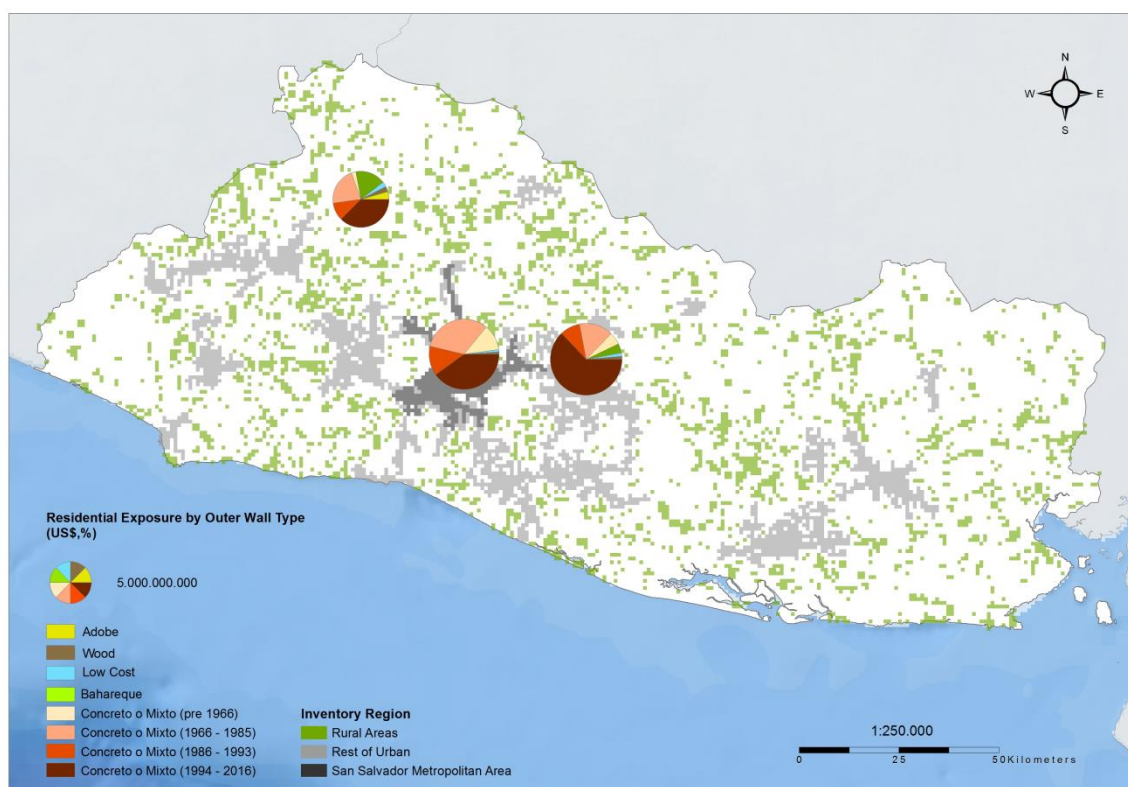 N
W E
S
Residential Exposure by Outer Wall Type
(US$,%)
5.000.000.000
Adobe
Wood
Low Cost
Bahareque
Concreto o Mixto (pre 1966)
Concreto o Mixto (1966 - 1985)
Concreto o Mixto (1986 - 1993)
Concreto o Mixto (1994 - 2016)
Inventory Region
Rural Areas
Rest of Urban
San Salvador Metropolitan Area
1:250.000
0 25 50 Kilometers